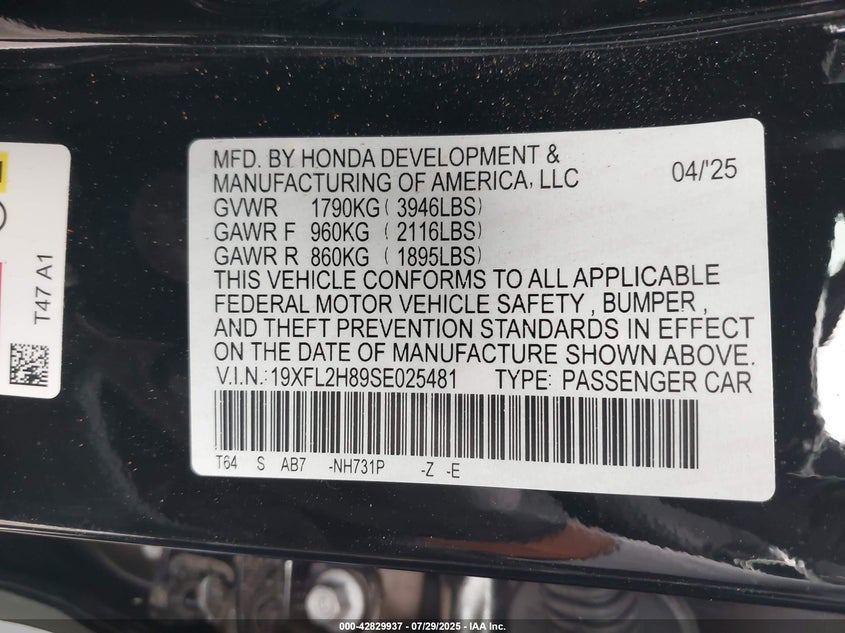 MFD. BY HONDA DEVELOPMENT &
MANUFACTURING OF AMERICA, LLC 04/'25
GVWR 1790KG ( 3946LBS)
GAWR F 960KG ( 2116LBS)
GAWR R 860KG ( 1895LBS)
THIS VEHICLE CONFORMS TO ALL APPLICABLE
FEDERAL MOTOR VEHICLE SAFETY , BUMPER ,
AND THEFT PREVENTION STANDARDS IN EFFECT
ON THE DATE OF MANUFACTURE SHOWN ABOVE.
V.I.N.: 19XFL2H89SE025481 TYPE: PASSENGER CAR
T64 S AB7 -NH731P -Z -E
T47 A1
000-42829937 - 07/29/2025 - © IAA Inc.